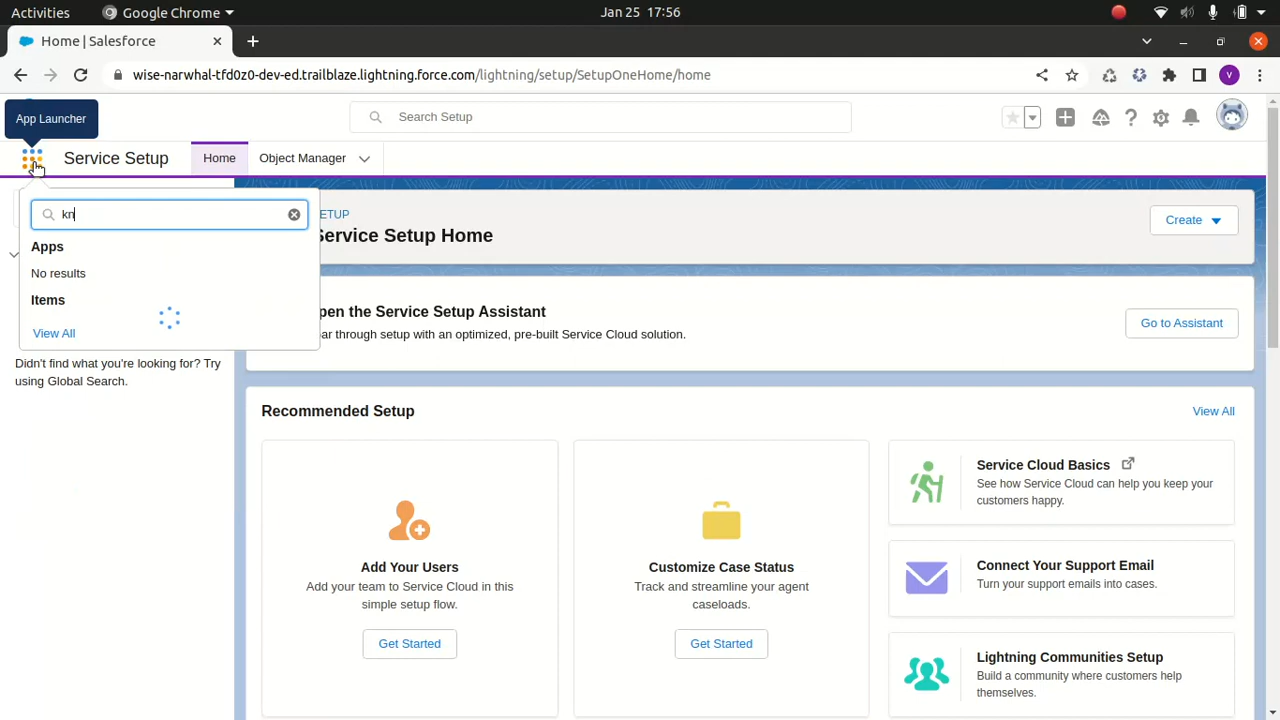 Activities
Google Chrome
Jan 25 17:56
Home | Salesforce
wise-narwhal-tfd0z0-dev-ed.trailblaze.lightning.force.com/lightning/setup/SetupOneHome/home
V
App Launcher
Search Setup
Service Setup
Home
Object Manager
kn
Apps
No results
Items
View All
Didn't find what you're looking for? Try
using Global Search.
ETUP
Service Setup Home
Create
pen the Service Setup Assistant
ear through setup with an optimized, pre-built Service Cloud solution.
Go to Assistant
Recommended Setup
View All
Add Your Users
Add your team to Service Cloud in this
simple setup flow.
Get Started
Customize Case Status
Track and streamline your agent
caseloads.
Get Started
Service Cloud Basics
See how Service Cloud can help you keep your
customers happy.
Connect Your Support Email
Turn your support emails into cases.
Lightning Communities Setup
Build a community where customers help
themselves.